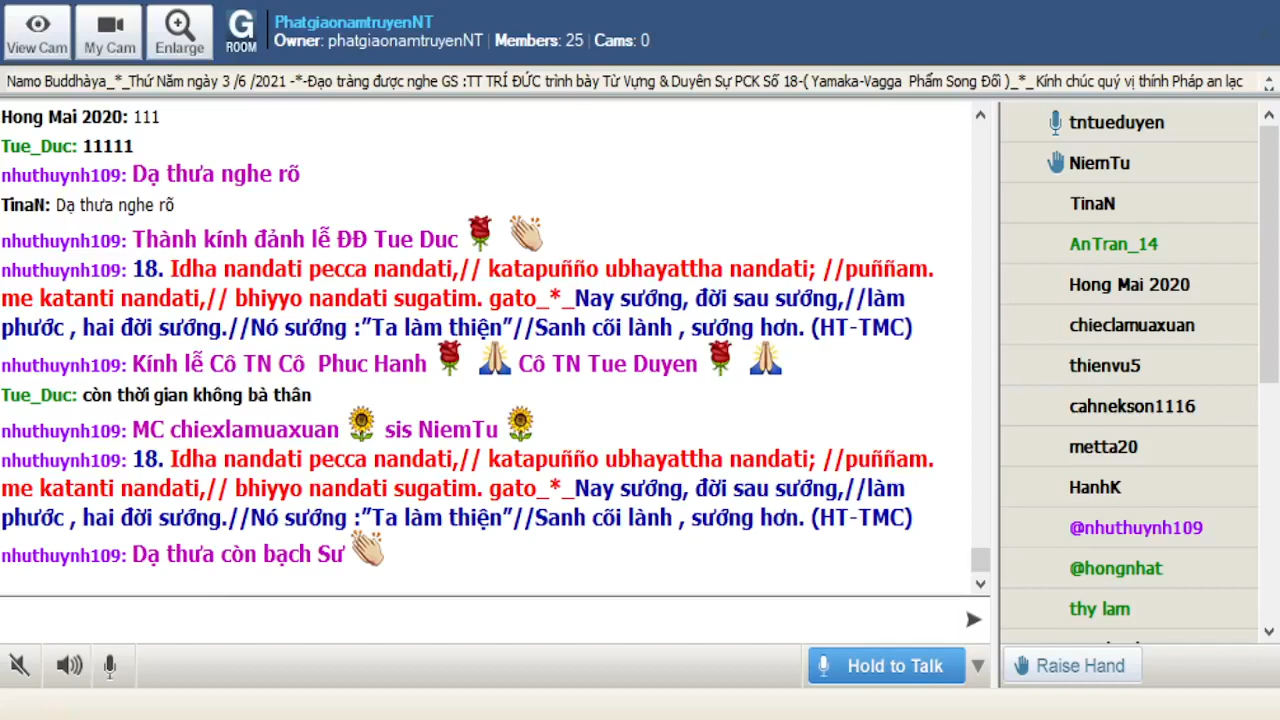 View Cam
My Cam
Enlarge
G
ROOM
PhatgiaonamtruyenNT
Owner: phatgiaonamtruyenNT | Members: 25 | Cams: 0
Namo Buddhàya_*_Thứ Năm ngày 3 /6 /2021 -*-Đạo tràng được nghe GS :TT TRÍ ĐỨC trình bày Từ Vựng & Duyên Sự PCK Số 18-( Yamaka-Vagga Phẩm Song Đối )_*_ Kính chúc quý vị thính Pháp an lạc
Hong Mai 2020: 111
Tue_Duc: 11111
nhuthuynh109: Dạ thưa nghe rõ
TinaN: Dạ thưa nghe rõ
nhuthuynh109: Thành kính đảnh lễ ĐĐ Tue Duc
nhuthuynh109: 18. Idha nandati pecca nandati,// katapuñño ubhayattha nandati; //puññam.
me katanti nandati,// bhiyyo nandati sugatim. gato_*_Nay sướng, đời sau sướng,//làm
phước , hai đời sướng.//Nó sướng :”Ta làm thiện”//Sanh cõi lành , sướng hơn. (HT-TMC)
nhuthuynh109: Kính lễ Cô TN Cô Phuc Hanh Cô TN Tue Duyen
Tue_Duc: còn thời gian không bà thân
nhuthuynh109: MC chiexlamuaxuan sis NiemTu
nhuthuynh109: 18. Idha nandati pecca nandati,// katapuñño ubhayattha nandati; //puññam.
me katanti nandati,// bhiyyo nandati sugatim. gato_*_Nay sướng, đời sau sướng,//làm
phước , hai đời sướng.//Nó sướng :”Ta làm thiện”//Sanh cõi lành , sướng hơn. (HT-TMC)
nhuthuynh109: Dạ thưa còn bạch Sư
tntueduyen
NiemTu
TinaN
AnTran_14
Hong Mai 2020
chieclamuaxuan
thienvu5
cahnekson1116
metta20
HanhK
@nhuthuynh109
@hongnhat
thy lam
Hold to Talk
Raise Hand